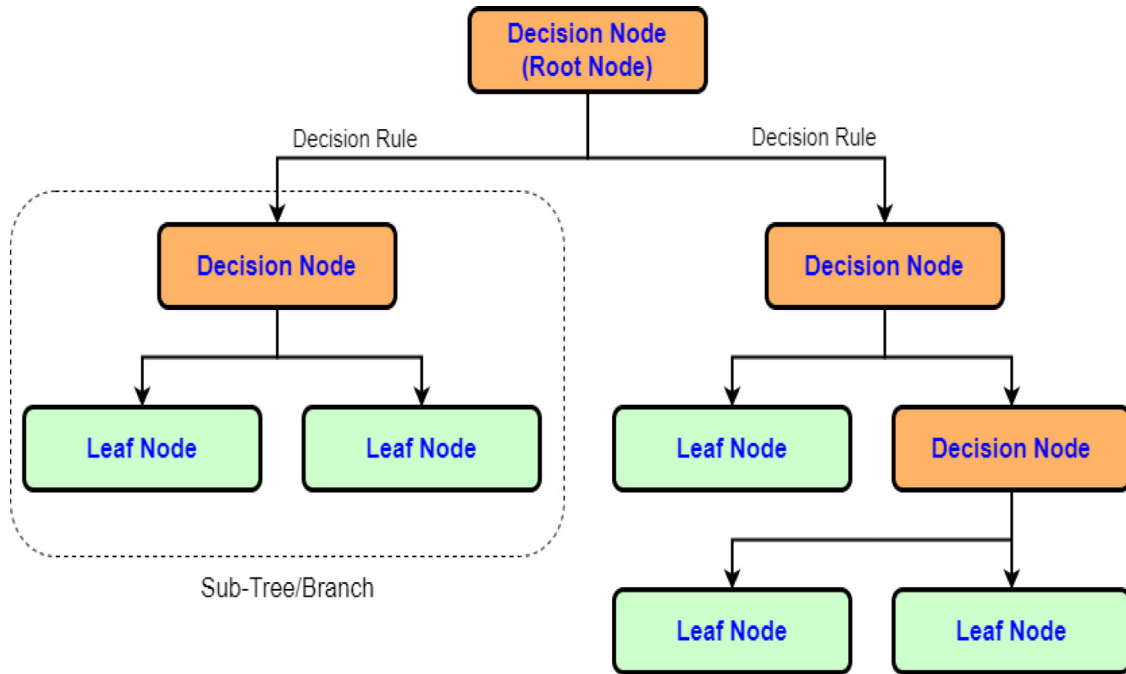 Decision Node
(Root Node)
Decision Rule
Decision Rule
Decision Node
Decision Node
Leaf Node
Leaf Node
Leaf Node
Decision Node
Sub-Tree/Branch
Leaf Node
Leaf Node